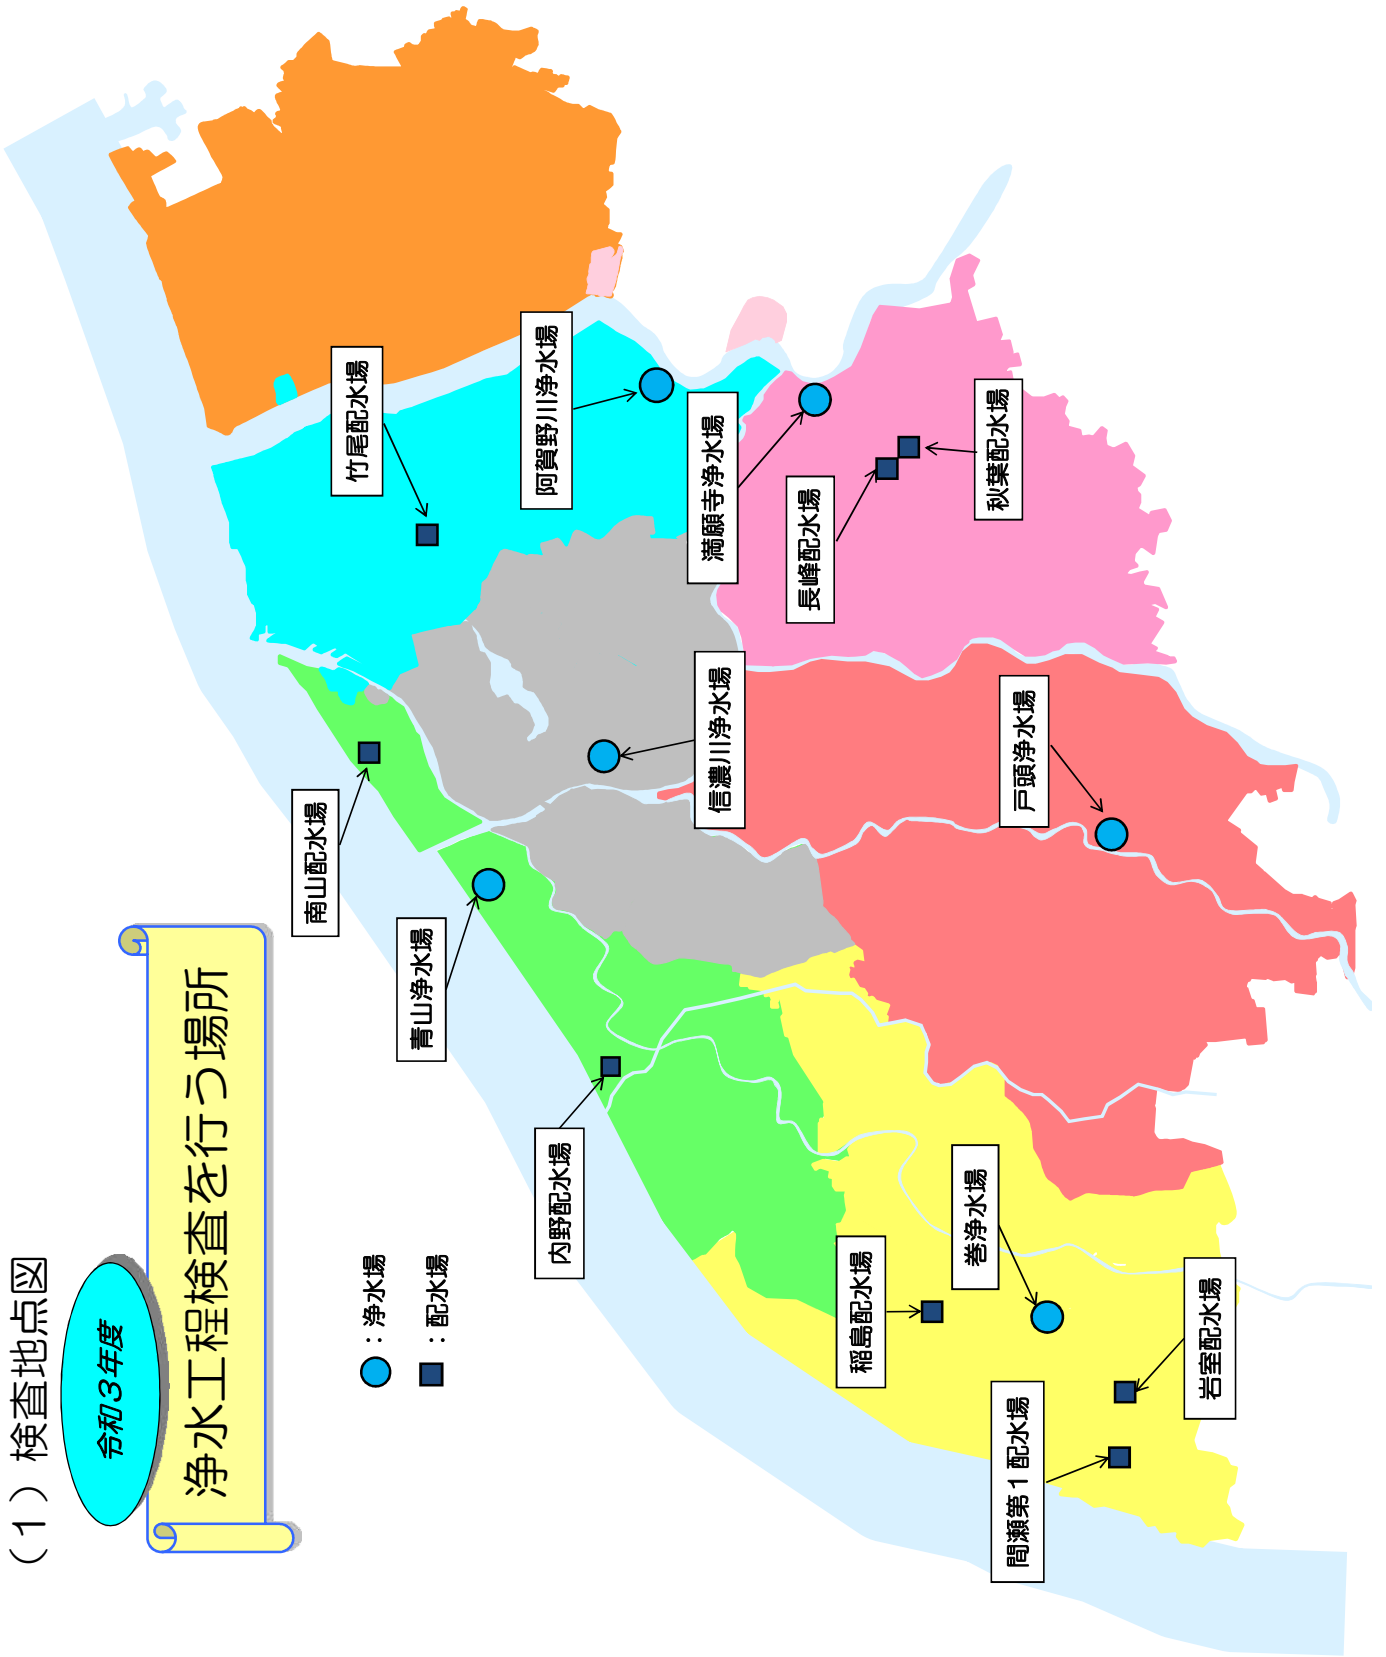 （１）検査地点図
令和３年度
浄水工程検査を行う場所
：浄水場
：配水場
南山配水場
竹尾配水場
阿賀野川浄水場
青山浄水場
満願寺浄水場
信濃川浄水場
長峰配水場
秋葉配水場
内野配水場
戸頭浄水場
稲島配水場
巻浄水場
間瀬第１配水場
岩室配水場